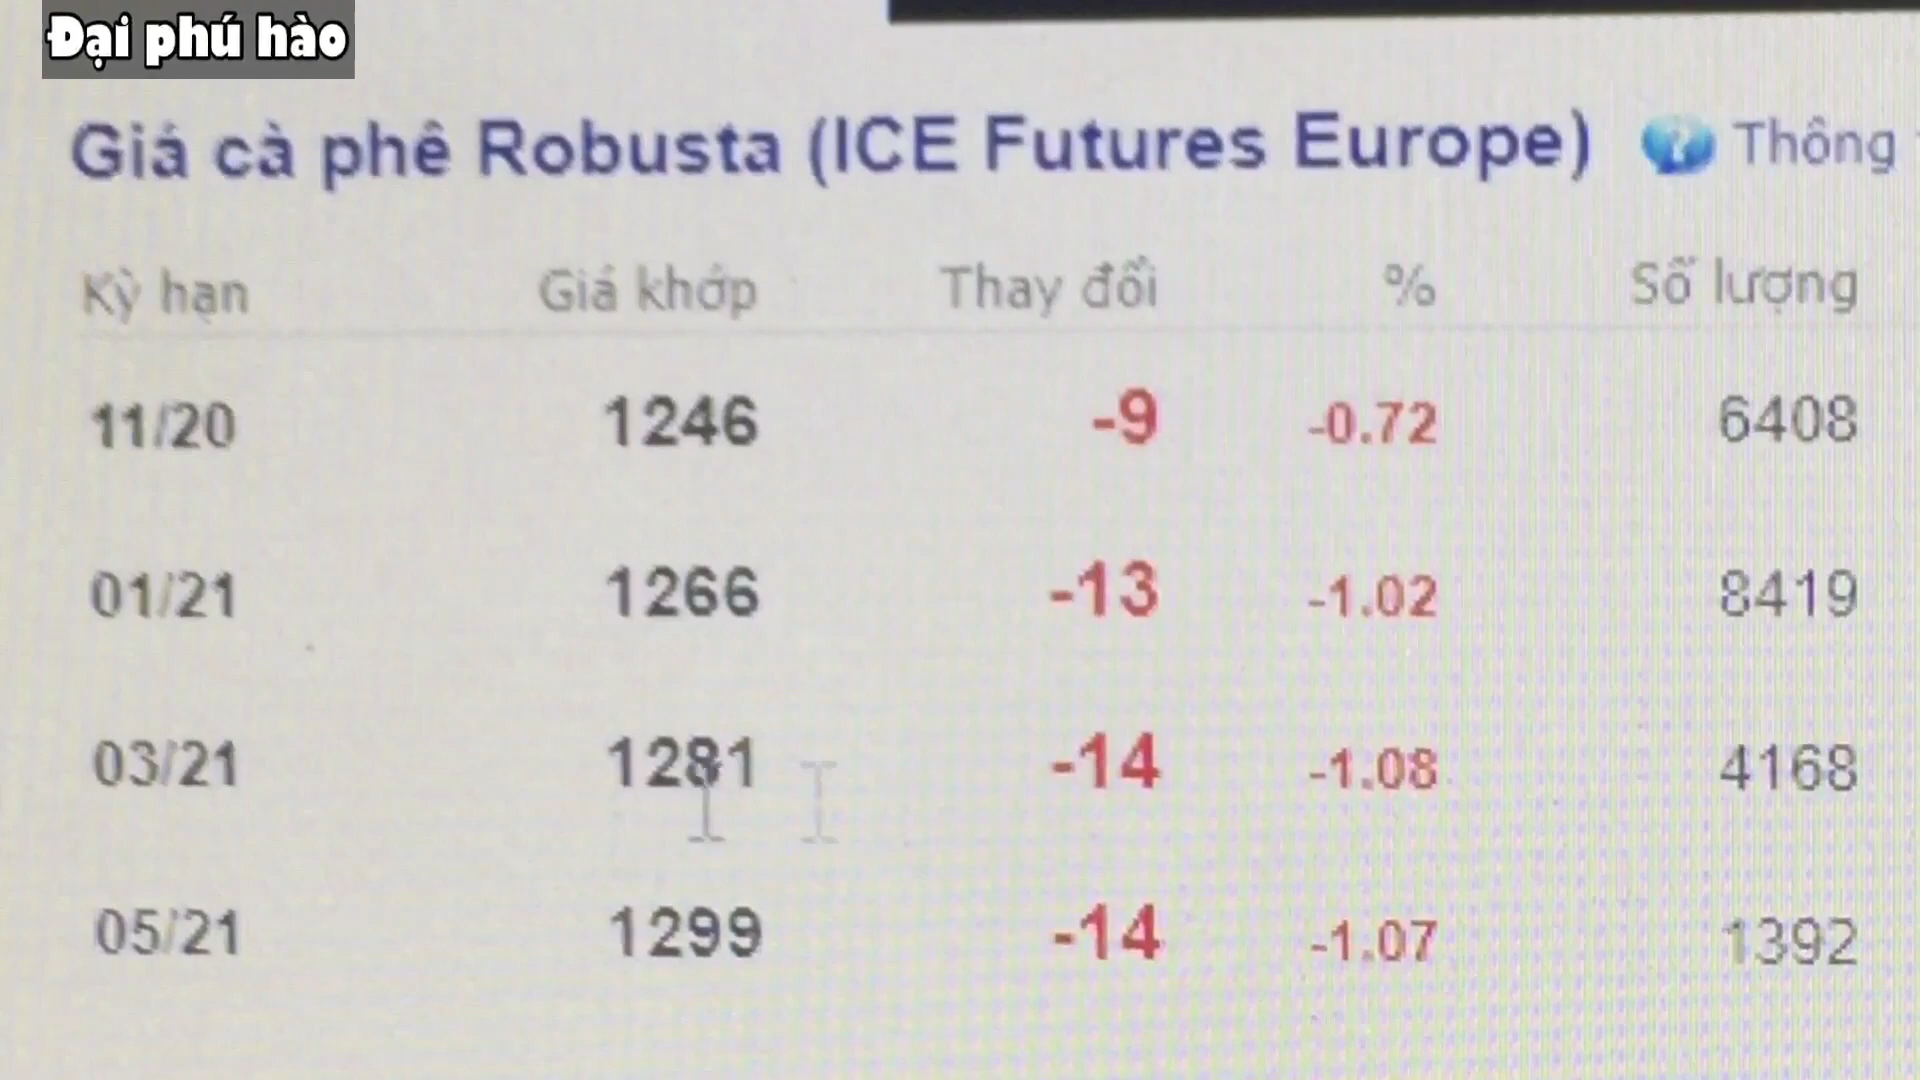 Đại phú hào
Giá cà phê Robusta (ICE Futures Europe) Thông
Kỳ hạn Giá khớp Thay đổi % Số lượng
11/20 1246 -9 -0.72 6408
01/21 1266 -13 -1.02 8419
03/21 1281 -14 -1.08 4168
05/21 1299 -14 -1.07 1392